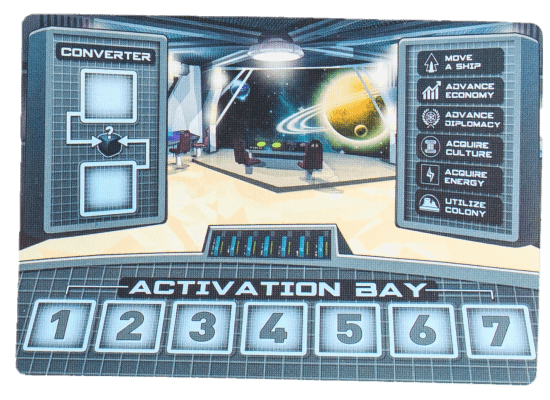 CONVERTER
?
MOVE
A SHIP
ADVANCE
ECONOMY
ADVANCE
DIPLOMACY
ACQUIRE
CULTURE
ACQUIRE
ENERGY
UTILIZE
COLONY
ACTIVATION BAY
1 2 3 4 5 6 7